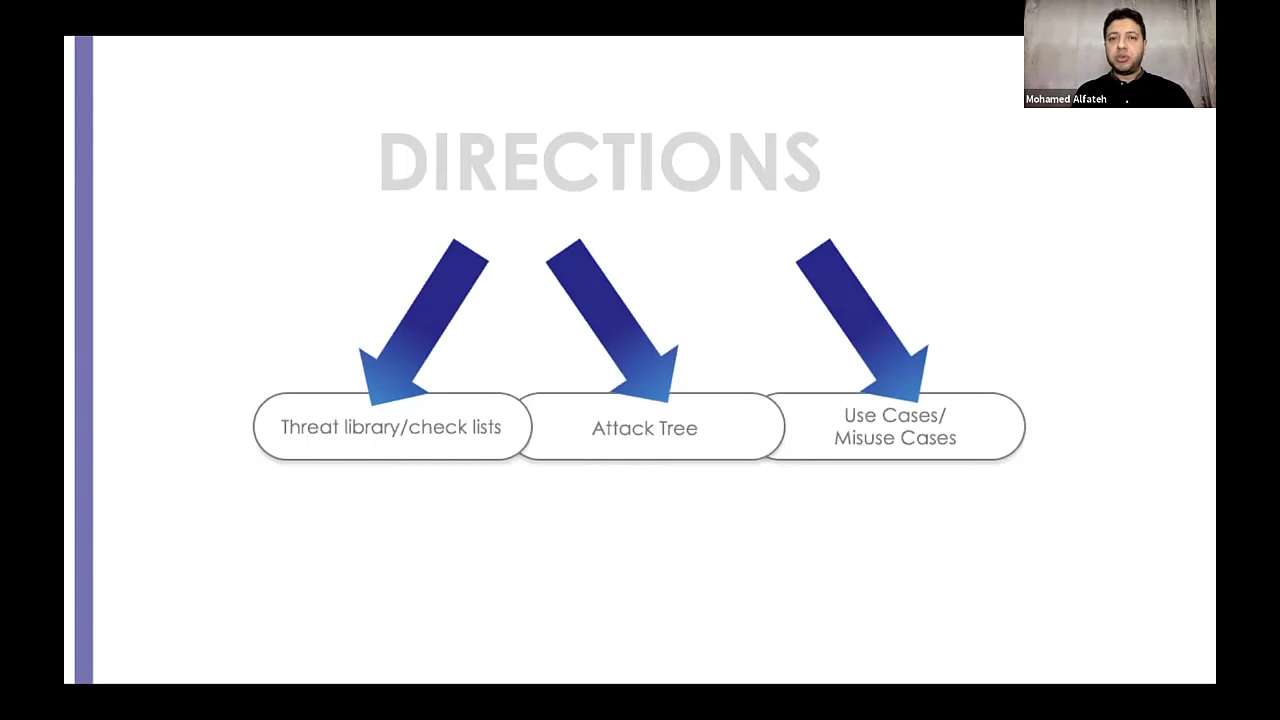 Mohamed Alfateh
DIRECTIONS
Threat library/check lists
Attack Tree
Use Cases/
Misuse Cases